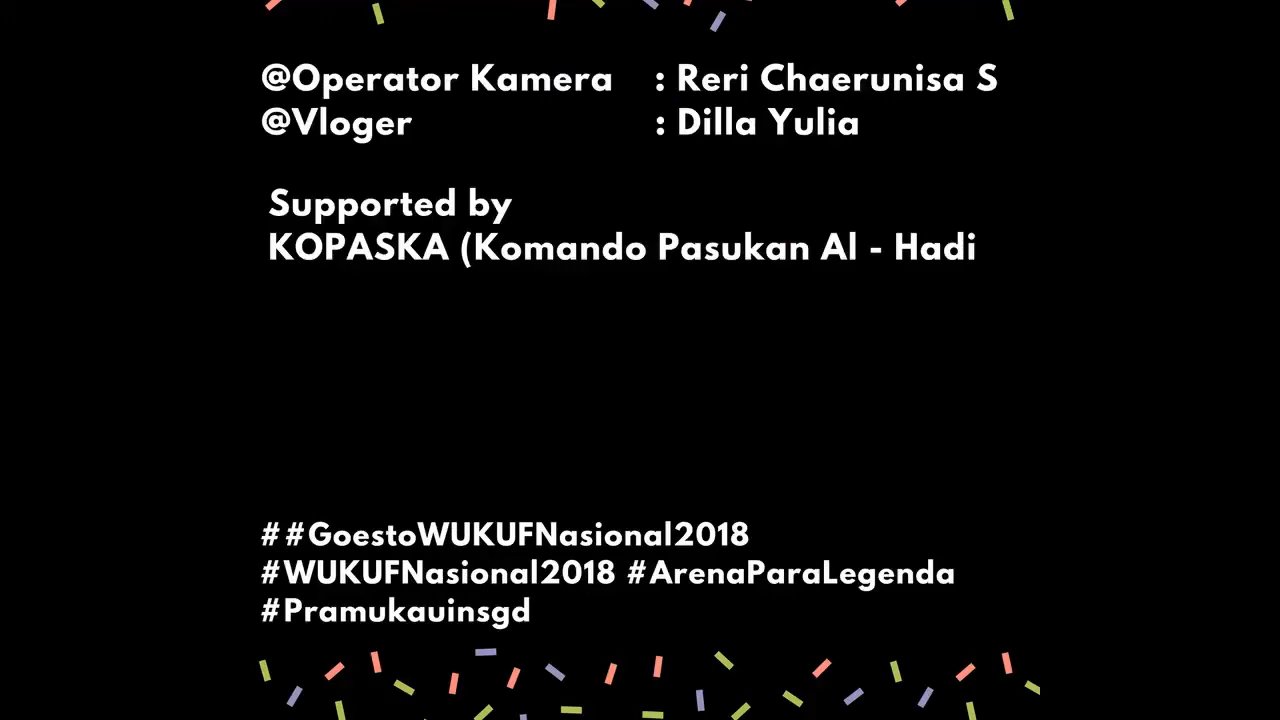 @Operator Kamera : Reri Chaerunisa S
@Vloger : Dilla Yulia
Supported by
KOPASKA (Komando Pasukan Al - Hadi
##GoestoWUKUFNasional2018
#WUKUFNasional2018 #ArenaParaLegenda
#Pramukauinsgd